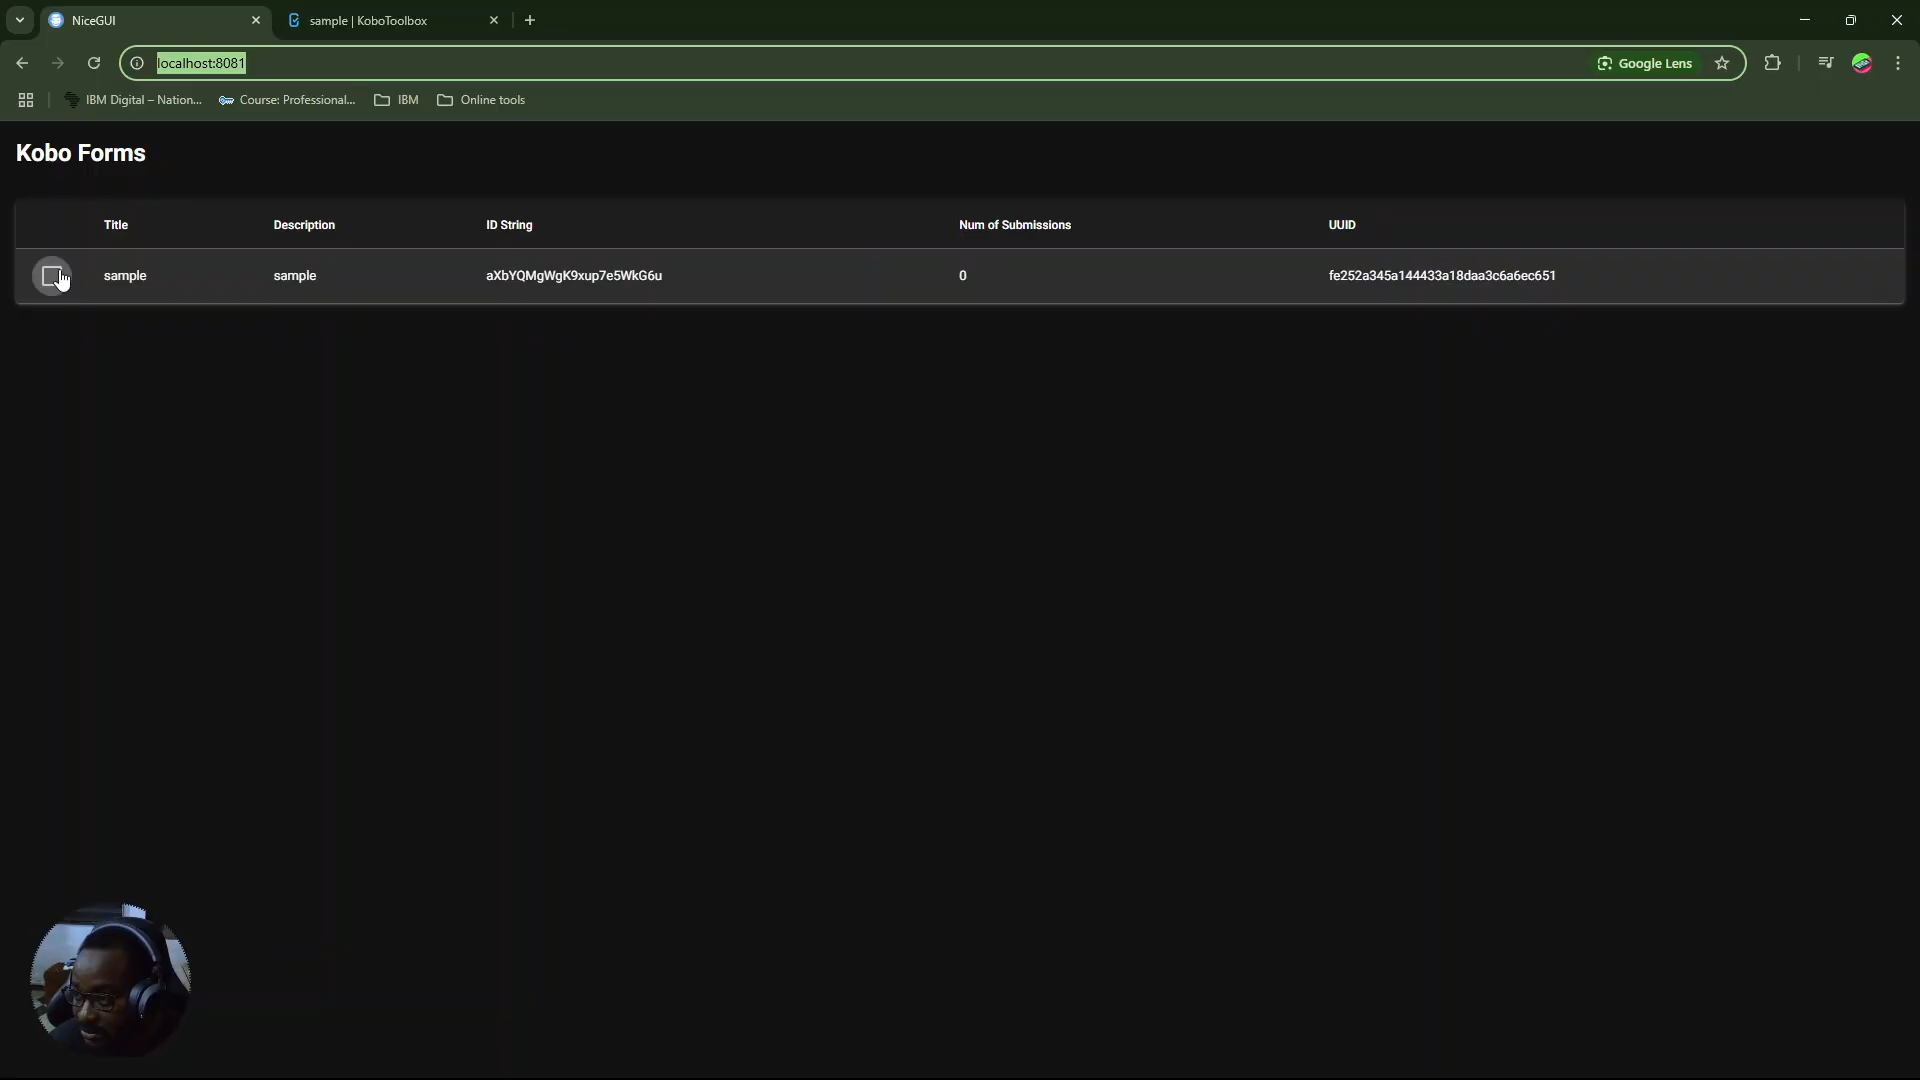 NiceGUI
sample | KoboToolbox
localhost:8081
Google Lens
IBM Digital – Nation...
Course: Professional...
IBM
Online tools
Kobo Forms
Title Description ID String Num of Submissions UUID
sample sample aXbYQMgWgK9xup7e5WkG6u 0 fe252a345a144433a18daa3c6a6ec651